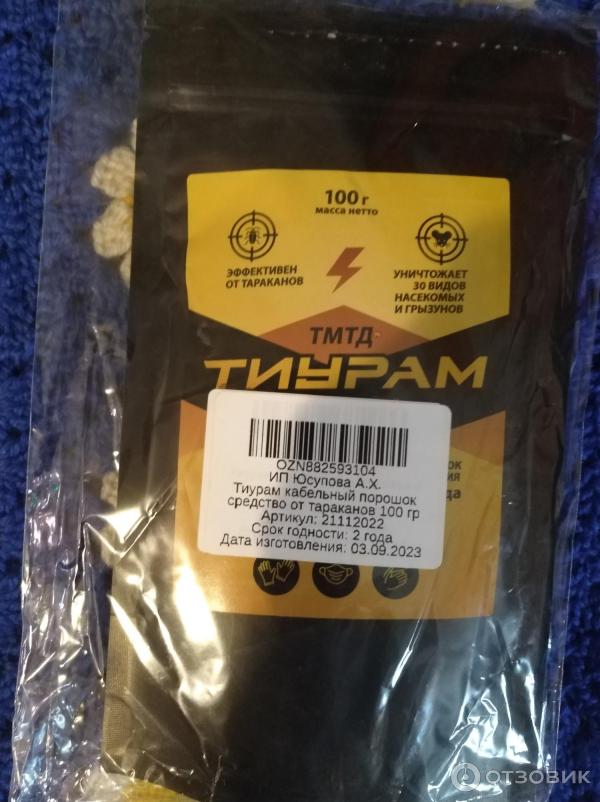 100 г
масса нетто
ЭФФЕКТИВЕН
ОТ ТАРАКАНОВ
УНИЧТОЖАЕТ
30 ВИДОВ
НАСЕКОМЫХ
И ГРЫЗУНОВ
ТМТД
ТИУРАМ
OZN882593104
ИП Юсупова А.Х.
Тиурам кабельный порошок
средство от тараканов 100 гр
Артикул: 21112022
Срок годности: 2 года
Дата изготовления: 03.09.2023
ОТЗОВИК